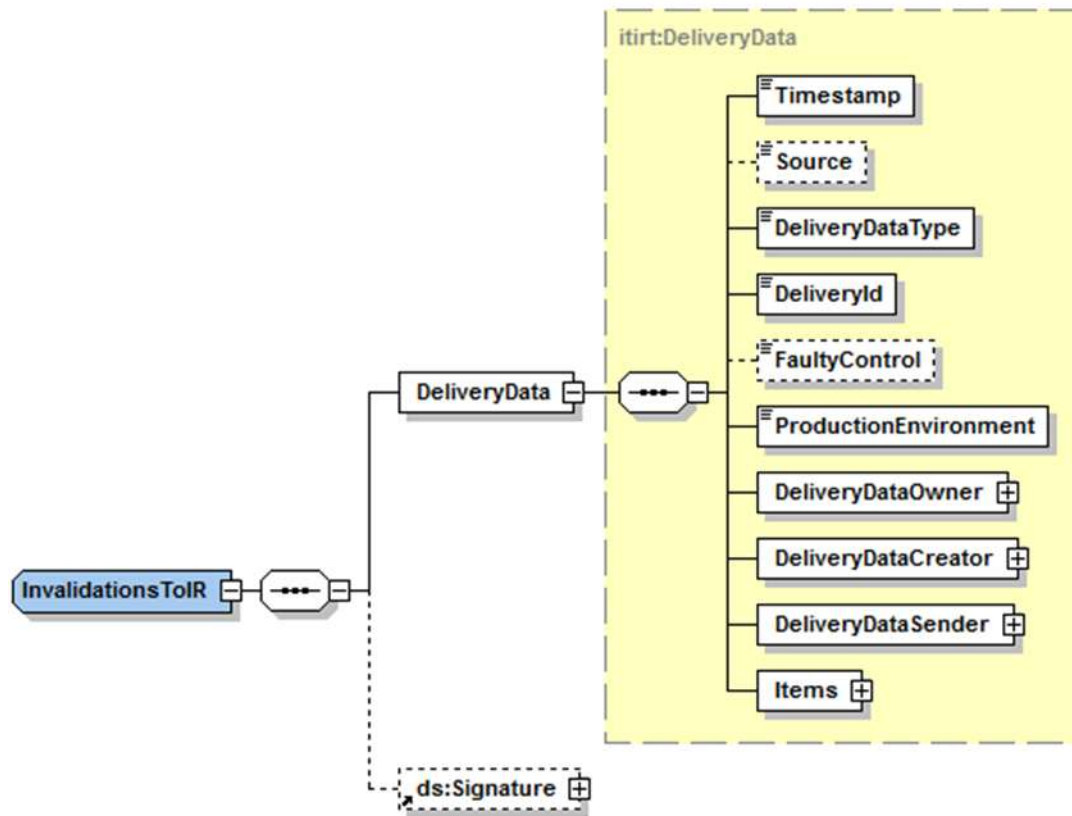 itirt:DeliveryData
Timestamp
Source
DeliveryDataType
DeliveryId
FaultyControl
DeliveryData
ProductionEnvironment
DeliveryDataOwner
DeliveryDataCreator
InvalidationsToIR
DeliveryDataSender
Items
ds:Signature